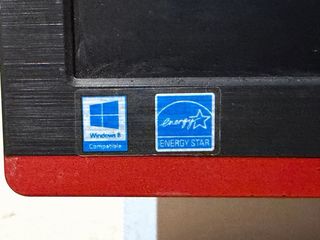 Windows 8
Compatible
energy
ENERGY STAR